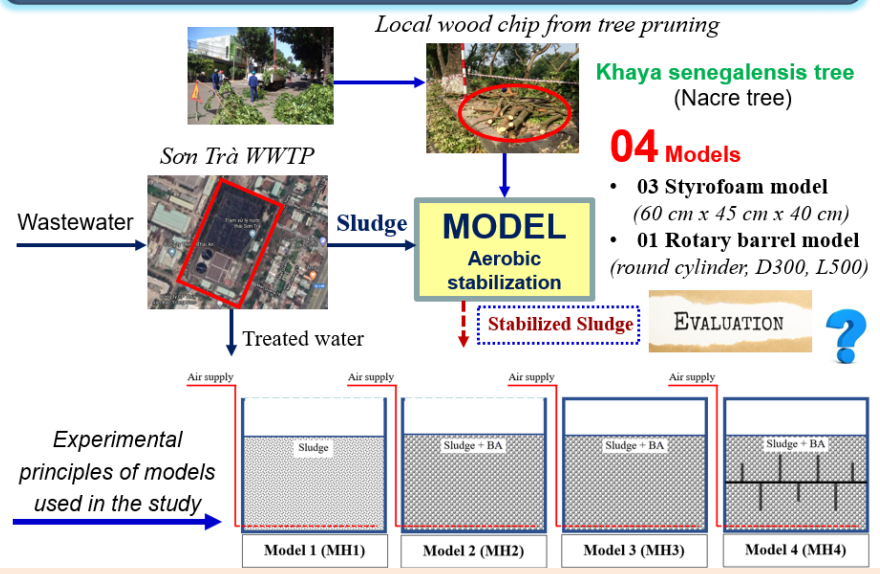 Local wood chip from tree pruning
Khaya senegalensis tree
(Nacre tree)
04 Models
• 03 Styrofoam model
(60 cm x 45 cm x 40 cm)
• 01 Rotary barrel model
(round cylinder, D300, L500)
Sơn Trà WWTP
Wastewater
Sludge
MODEL
Aerobic
stabilization
Stabilized Sludge
EVALUATION
?
Treated water
Experimental
principles of models
used in the study
Air supply
Air supply
Air supply
Air supply
Sludge
Sludge + BA
Sludge + BA
Sludge + BA
Model 1 (MH1)
Model 2 (MH2)
Model 3 (MH3)
Model 4 (MH4)